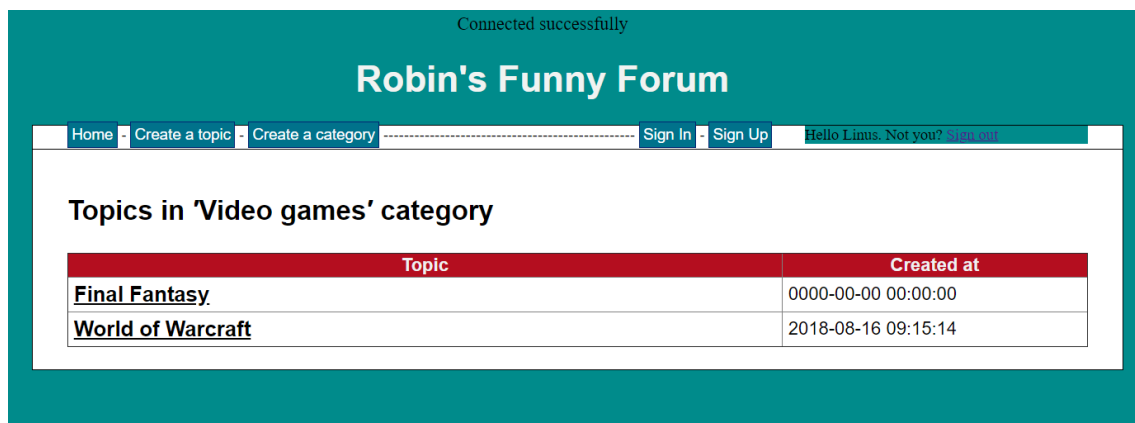 Connected successfully
Robin's Funny Forum
Home - Create a topic - Create a category ------------------------------------------------- Sign In - Sign Up Hello Linus. Not you? Sign out
Topics in 'Video games' category
Topic Created at
Final Fantasy 0000-00-00 00:00:00
World of Warcraft 2018-08-16 09:15:14